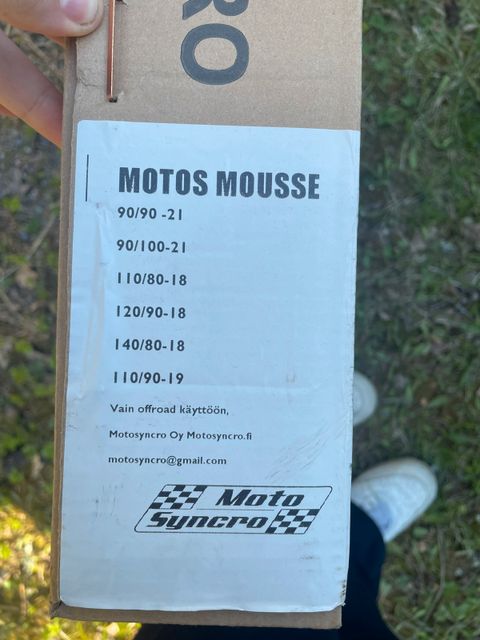 RO
MOTOS MOUSSE
90/90 -21
90/100-21
110/80-18
120/90-18
140/80-18
110/90-19
Vain offroad käyttöön,
Motosyncro Oy Motosyncro.fi
motosyncro@gmail.com
Moto
Syncro